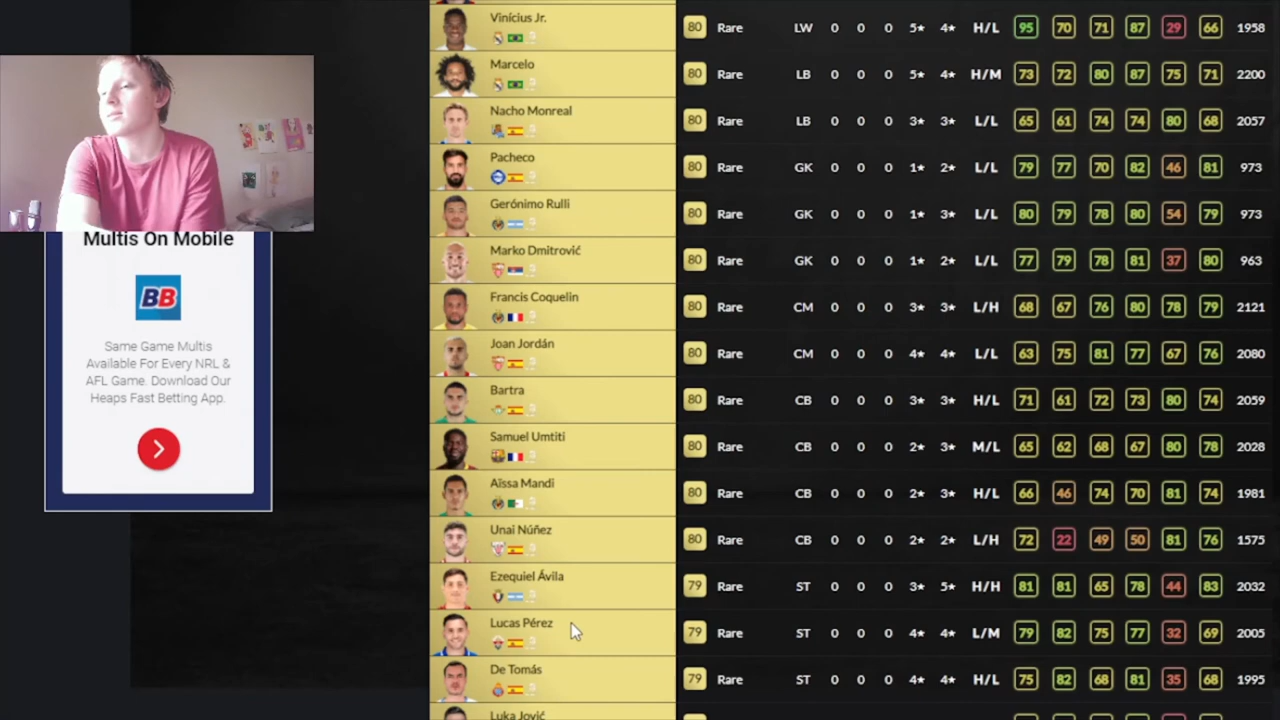 Vinícius Jr. 80 Rare LW 0 0 0 5★ 4★ H/L 95 70 71 87 29 66 1958
Marcelo 80 Rare LB 0 0 0 5★ 4★ H/M 73 72 80 87 75 71 2200
Nacho Monreal 80 Rare LB 0 0 0 3★ 3★ L/L 65 61 74 74 80 68 2057
Pacheco 80 Rare GK 0 0 0 1★ 2★ L/L 79 77 70 82 46 81 973
Gerónimo Rulli 80 Rare GK 0 0 0 1★ 3★ L/L 80 79 78 80 54 79 973
Marko Dmitrović 80 Rare GK 0 0 0 1★ 2★ L/L 77 79 78 81 37 80 963
Francis Coquelin 80 Rare CM 0 0 0 3★ 3★ L/H 68 67 76 80 78 79 2121
Joan Jordán 80 Rare CM 0 0 0 4★ 4★ L/L 63 75 81 77 67 76 2080
Bartra 80 Rare CB 0 0 0 3★ 3★ H/L 71 61 72 73 80 74 2059
Samuel Umtiti 80 Rare CB 0 0 0 2★ 3★ M/L 65 62 68 67 80 78 2028
Aïssa Mandi 80 Rare CB 0 0 0 2★ 3★ H/L 66 46 74 70 81 74 1981
Unai Núñez 80 Rare CB 0 0 0 2★ 2★ L/H 72 22 49 50 81 76 1575
Ezequiel Ávila 79 Rare ST 0 0 0 3★ 5★ H/H 81 81 65 78 44 83 2032
Lucas Pérez 79 Rare ST 0 0 0 4★ 4★ L/M 79 82 75 77 32 69 2005
De Tomás 79 Rare ST 0 0 0 4★ 4★ H/L 75 82 68 81 35 68 1995
Luka Jović
Multis On Mobile
BB
Same Game Multis
Available For Every NRL &
AFL Game. Download Our
Heaps Fast Betting App.